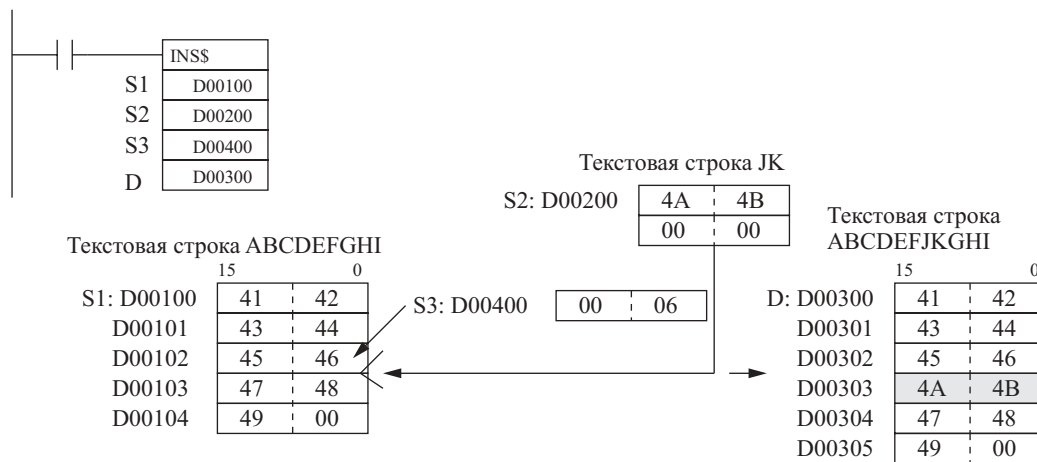 INS$
S1 D00100
S2 D00200
S3 D00400
D D00300
Текстовая строка JK
S2: D00200 4A 4B
00 00
Текстовая строка ABCDEFGHI
15 0
S1: D00100 41 42
D00101 43 44
D00102 45 46
D00103 47 48
D00104 49 00
S3: D00400 00 06
Текстовая строка
ABCDEFJKGHI
15 0
D: D00300 41 42
D00301 43 44
D00302 45 46
D00303 4A 4B
D00304 47 48
D00305 49 00